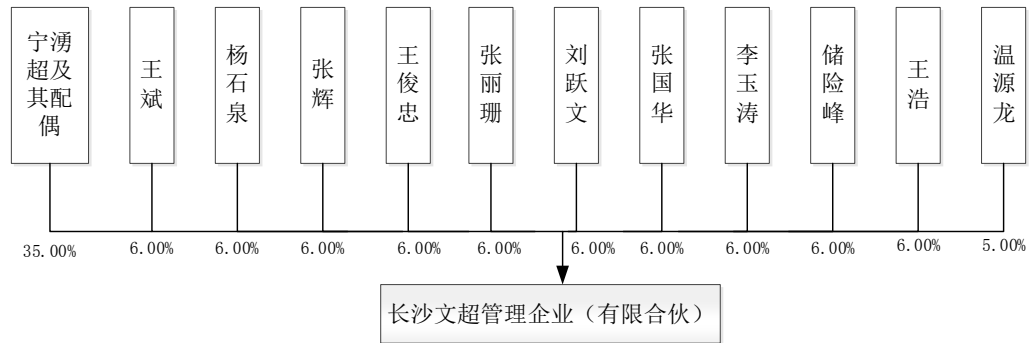 宁湧
超及
其配
偶
王斌
杨石泉
张辉
王俊忠
张丽珊
刘跃文
张国华
李玉涛
储险峰
王浩
温源龙
35.00%
6.00%
6.00%
6.00%
6.00%
6.00%
6.00%
6.00%
6.00%
6.00%
6.00%
5.00%
长沙文超管理企业（有限合伙）